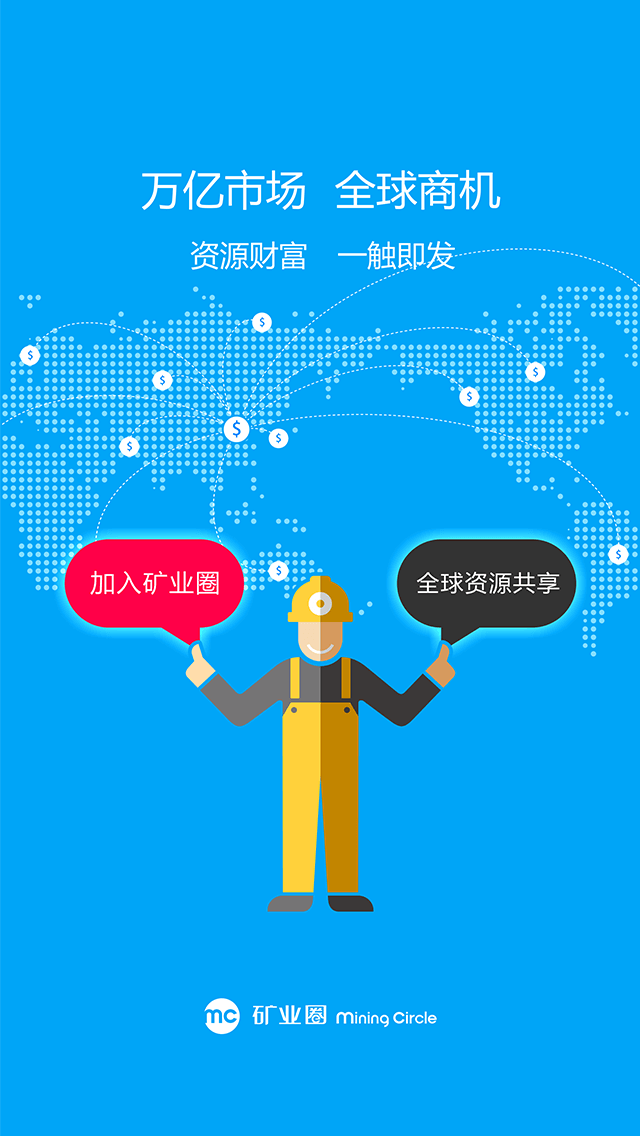 万亿市场 全球商机
资源财富 一触即发
$ $ $ $ $ $ $ $ $ $
加入矿业圈
全球资源共享
mc 矿业圈 mining Circle